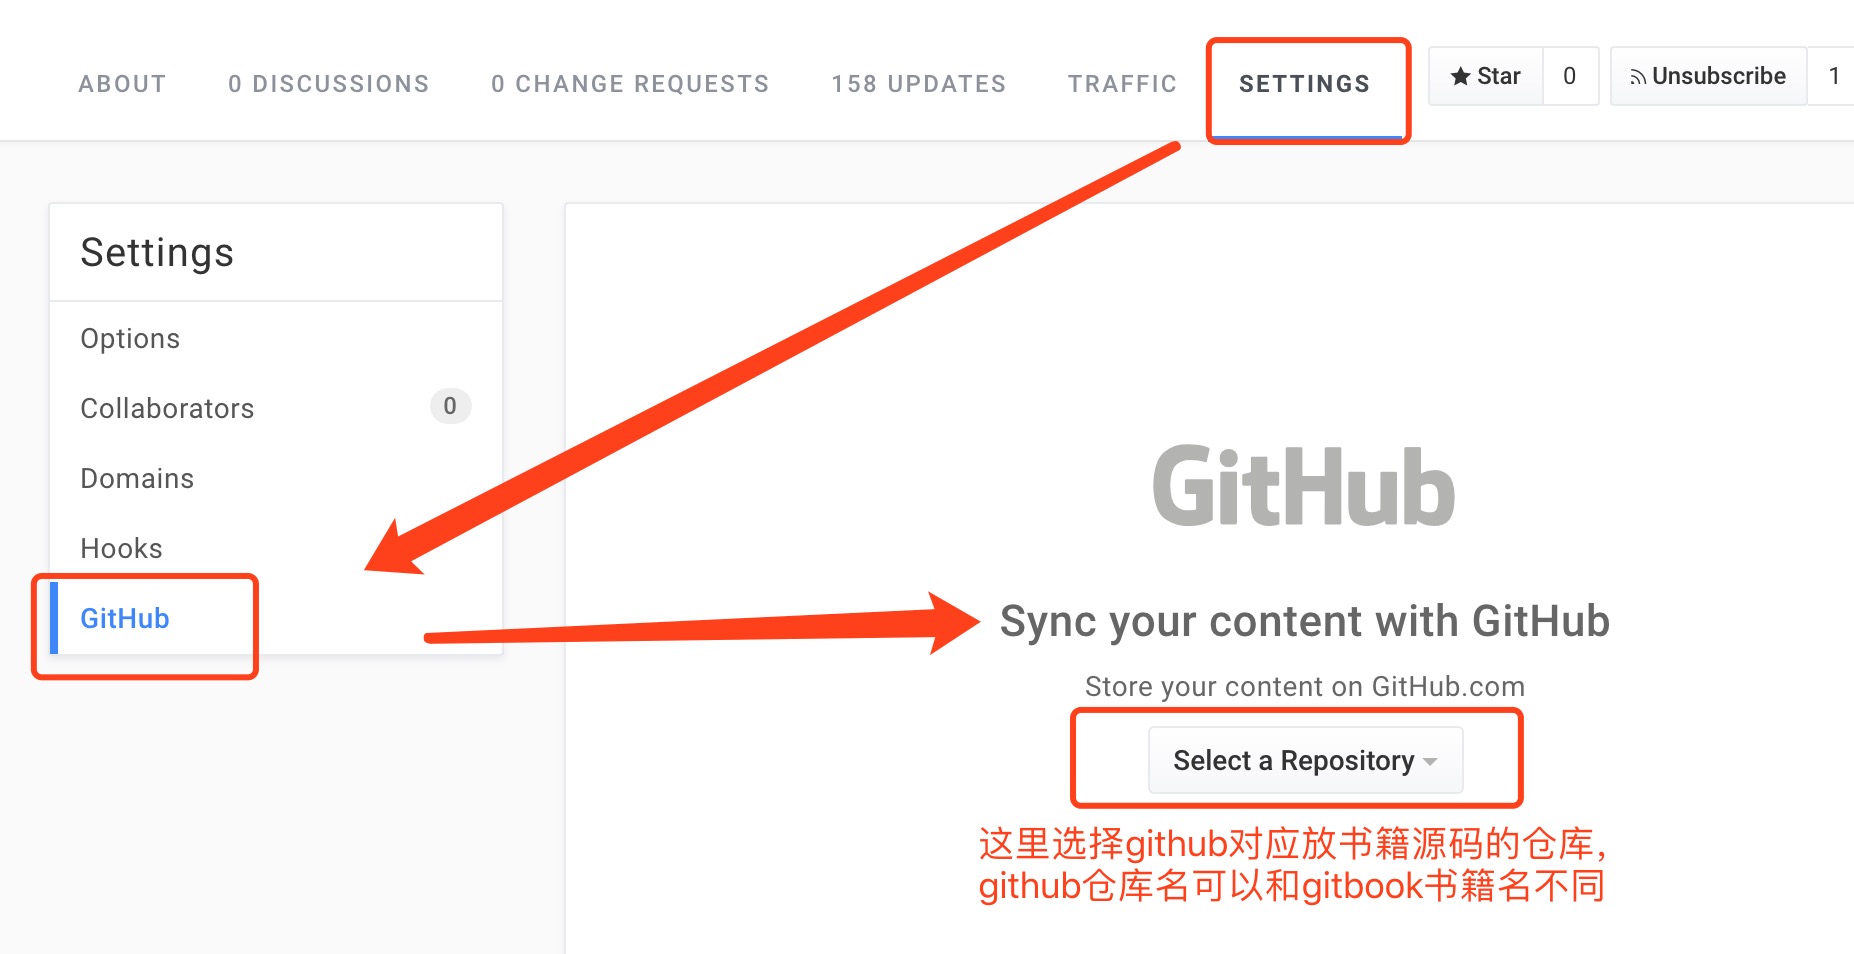 ABOUT
0 DISCUSSIONS
0 CHANGE REQUESTS
158 UPDATES
TRAFFIC
SETTINGS
Star
0
Unsubscribe
1
Settings
Options
Collaborators
0
Domains
Hooks
GitHub
GitHub
Sync your content with GitHub
Store your content on GitHub.com
Select a Repository
这里选择github对应放书籍源码的仓库,
github仓库名可以和gitbook书籍名不同